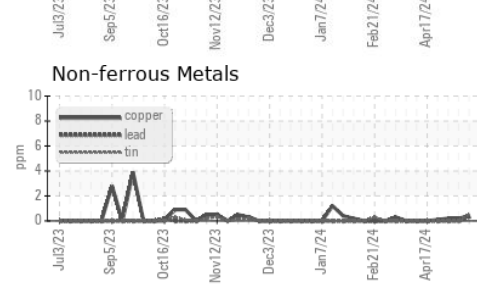 Jul3/23 Sep5/23 Oct16/23 Nov12/23 Dec3/23 Jan7/24 Feb21/24 Apr17/24
Non-ferrous Metals
10
8
6
4
2
0
ppm
copper
lead
tin
Jul3/23 Sep5/23 Oct16/23 Nov12/23 Dec3/23 Jan7/24 Feb21/24 Apr17/24